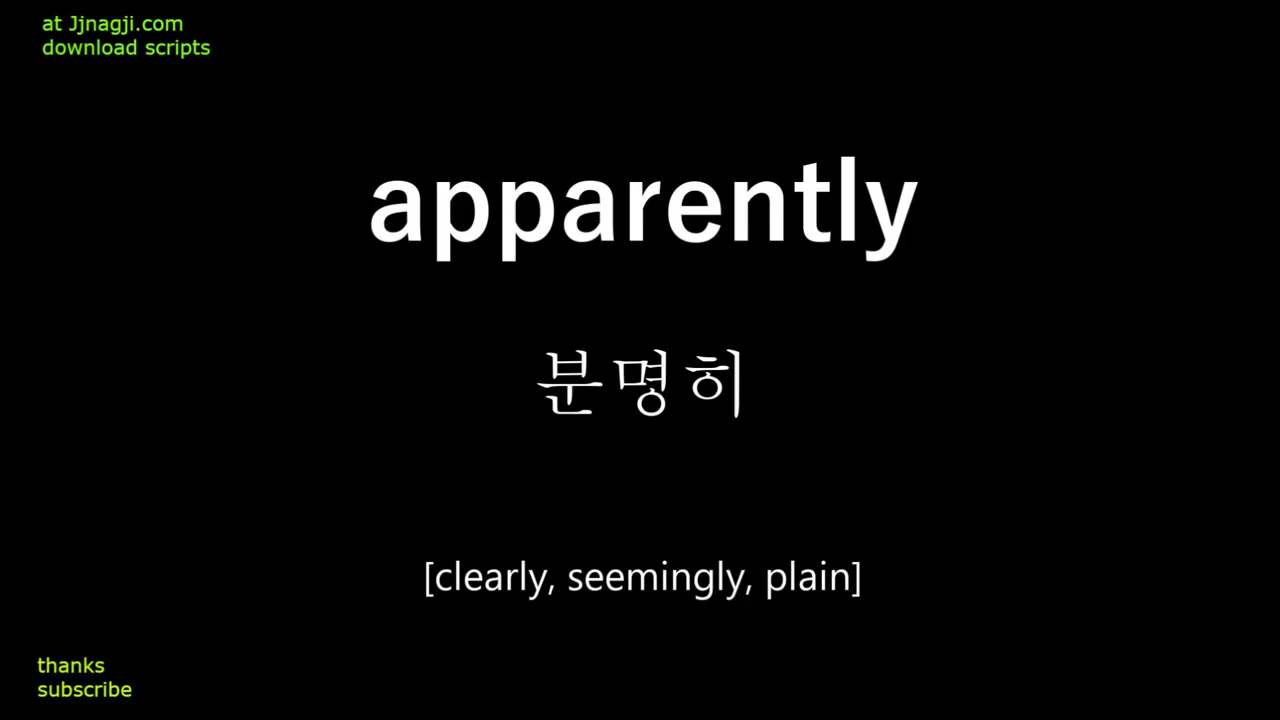 at Jjnagji.com
download scripts
apparently
분명히
[clearly, seemingly, plain]
thanks
subscribe